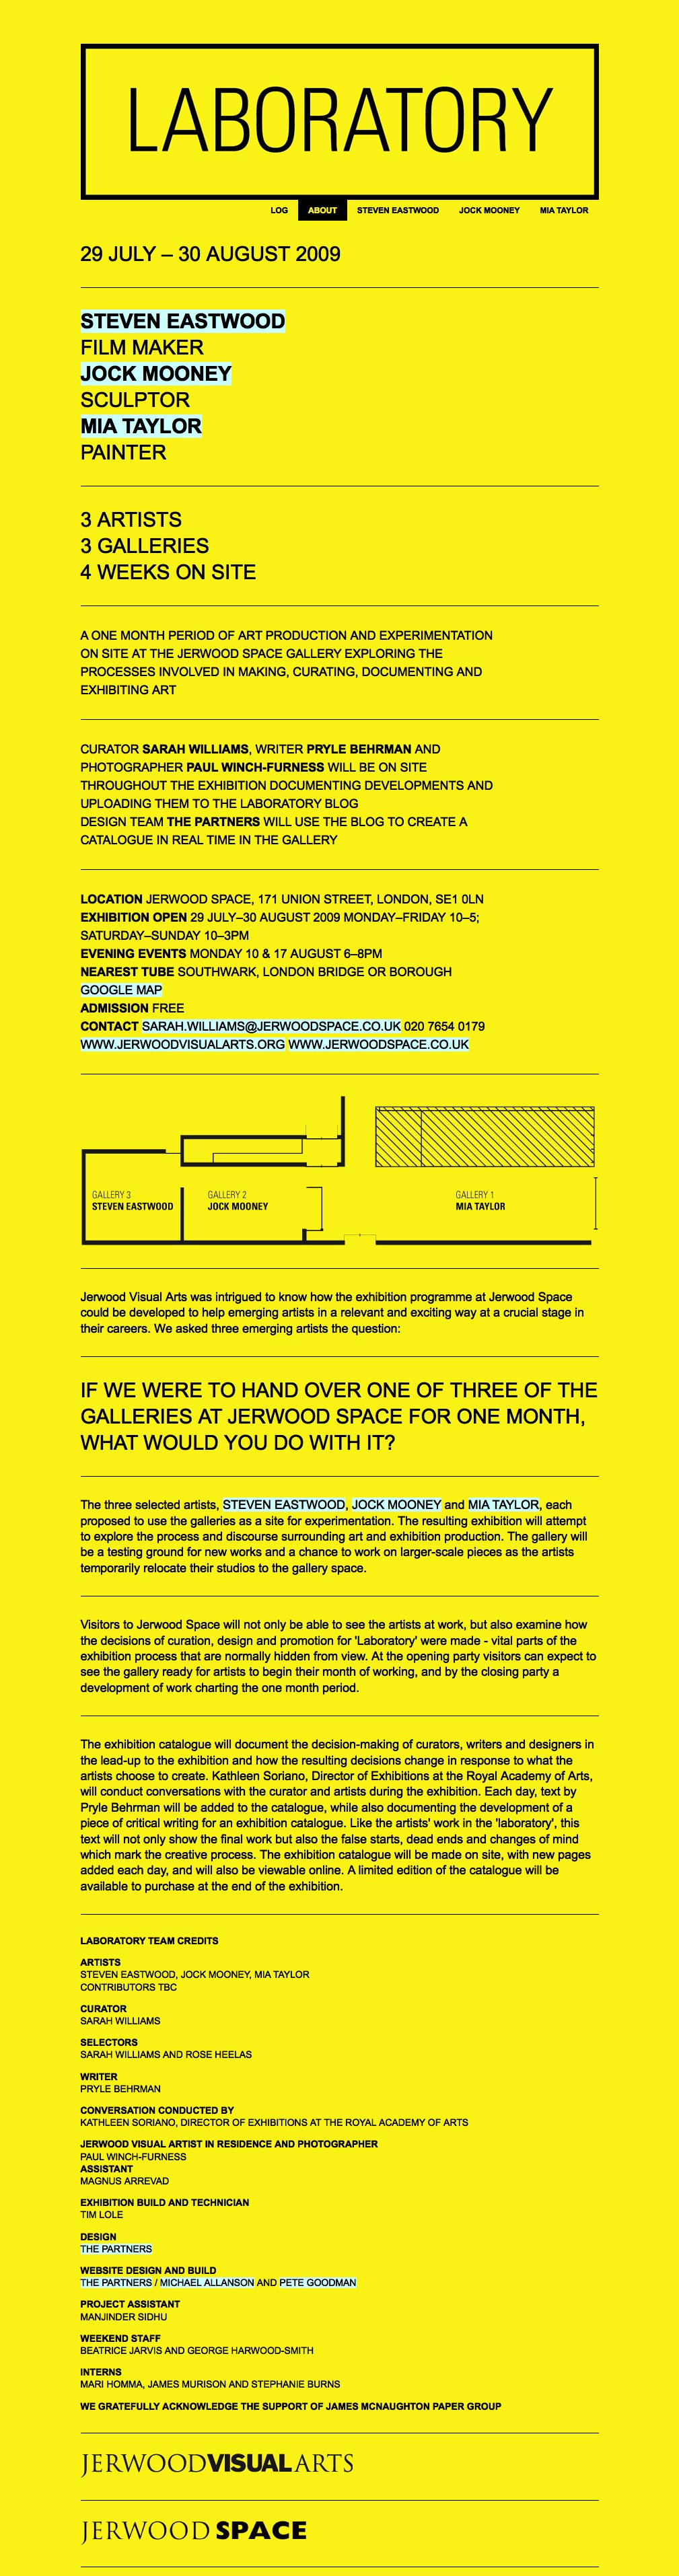 LABORATORY
LOG ABOUT STEVEN EASTWOOD JOCK MOONEY MIA TAYLOR
29 JULY – 30 AUGUST 2009
STEVEN EASTWOOD
FILM MAKER
JOCK MOONEY
SCULPTOR
MIA TAYLOR
PAINTER
3 ARTISTS
3 GALLERIES
4 WEEKS ON SITE
A ONE MONTH PERIOD OF ART PRODUCTION AND EXPERIMENTATION
ON SITE AT THE JERWOOD SPACE GALLERY EXPLORING THE
PROCESSES INVOLVED IN MAKING, CURATING, DOCUMENTING AND
EXHIBITING ART
CURATOR SARAH WILLIAMS, WRITER PRYLE BEHRMAN AND
PHOTOGRAPHER PAUL WINCH-FURNESS WILL BE ON SITE
THROUGHOUT THE EXHIBITION DOCUMENTING DEVELOPMENTS AND
UPLOADING THEM TO THE LABORATORY BLOG
DESIGN TEAM THE PARTNERS WILL USE THE BLOG TO CREATE A
CATALOGUE IN REAL TIME IN THE GALLERY
LOCATION JERWOOD SPACE, 171 UNION STREET, LONDON, SE1 0LN
EXHIBITION OPEN 29 JULY–30 AUGUST 2009 MONDAY–FRIDAY 10–5;
SATURDAY–SUNDAY 10–3PM
EVENING EVENTS MONDAY 10 & 17 AUGUST 6–8PM
NEAREST TUBE SOUTHWARK, LONDON BRIDGE OR BOROUGH
GOOGLE MAP
ADMISSION FREE
CONTACT SARAH.WILLIAMS@JERWOODSPACE.CO.UK 020 7654 0179
WWW.JERWOODVISUALARTS.ORG WWW.JERWOODSPACE.CO.UK
GALLERY 3 GALLERY 2 GALLERY 1
STEVEN EASTWOOD JOCK MOONEY MIA TAYLOR
Jerwood Visual Arts was intrigued to know how the exhibition programme at Jerwood Space
could be developed to help emerging artists in a relevant and exciting way at a crucial stage in
their careers. We asked three emerging artists the question:
IF WE WERE TO HAND OVER ONE OF THREE OF THE
GALLERIES AT JERWOOD SPACE FOR ONE MONTH,
WHAT WOULD YOU DO WITH IT?
The three selected artists, STEVEN EASTWOOD, JOCK MOONEY and MIA TAYLOR, each
proposed to use the galleries as a site for experimentation. The resulting exhibition will attempt
to explore the process and discourse surrounding art and exhibition production. The gallery will
be a testing ground for new works and a chance to work on larger-scale pieces as the artists
temporarily relocate their studios to the gallery space.
Visitors to Jerwood Space will not only be able to see the artists at work, but also examine how
the decisions of curation, design and promotion for 'Laboratory' were made - vital parts of the
exhibition process that are normally hidden from view. At the opening party visitors can expect to
see the gallery ready for artists to begin their month of working, and by the closing party a
development of work charting the one month period.
The exhibition catalogue will document the decision-making of curators, writers and designers in
the lead-up to the exhibition and how the resulting decisions change in response to what the
artists choose to create. Kathleen Soriano, Director of Exhibitions at the Royal Academy of Arts,
will conduct conversations with the curator and artists during the exhibition. Each day, text by
Pryle Behrman will be added to the catalogue, while also documenting the development of a
piece of critical writing for an exhibition catalogue. Like the artists' work in the 'laboratory', this
text will not only show the final work but also the false starts, dead ends and changes of mind
which mark the creative process. The exhibition catalogue will be made on site, with new pages
added each day, and will also be viewable online. A limited edition of the catalogue will be
available to purchase at the end of the exhibition.
LABORATORY TEAM CREDITS
ARTISTS
STEVEN EASTWOOD, JOCK MOONEY, MIA TAYLOR
CONTRIBUTORS TBC
CURATOR
SARAH WILLIAMS
SELECTORS
SARAH WILLIAMS AND ROSE HEELAS
WRITER
PRYLE BEHRMAN
CONVERSATION CONDUCTED BY
KATHLEEN SORIANO, DIRECTOR OF EXHIBITIONS AT THE ROYAL ACADEMY OF ARTS
JERWOOD VISUAL ARTIST IN RESIDENCE AND PHOTOGRAPHER
PAUL WINCH-FURNESS
ASSISTANT
MAGNUS ARREVAD
EXHIBITION BUILD AND TECHNICIAN
TIM LOLE
DESIGN
THE PARTNERS
WEBSITE DESIGN AND BUILD
THE PARTNERS / MICHAEL ALLANSON AND PETE GOODMAN
PROJECT ASSISTANT
MANJINDER SIDHU
WEEKEND STAFF
BEATRICE JARVIS AND GEORGE HARWOOD-SMITH
INTERNS
MARI HOMMA, JAMES MURISON AND STEPHANIE BURNS
WE GRATEFULLY ACKNOWLEDGE THE SUPPORT OF JAMES MCNAUGHTON PAPER GROUP
JERWOODVISUALARTS
JERWOOD SPACE